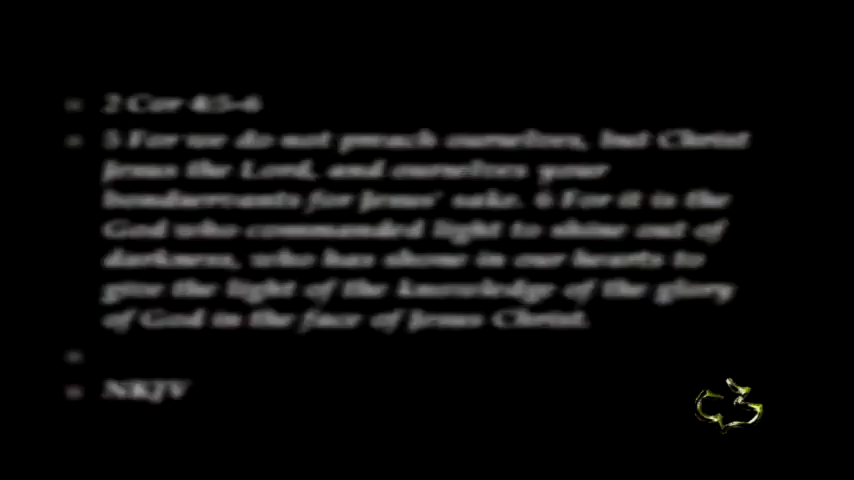 2 Cor 4:5-6
5 For we do not preach ourselves, but Christ
Jesus the Lord, and ourselves your
bondservants for Jesus' sake. 6 For it is the
God who commanded light to shine out of
darkness, who has shone in our hearts to
give the light of the knowledge of the glory
of God in the face of Jesus Christ.
NKJV